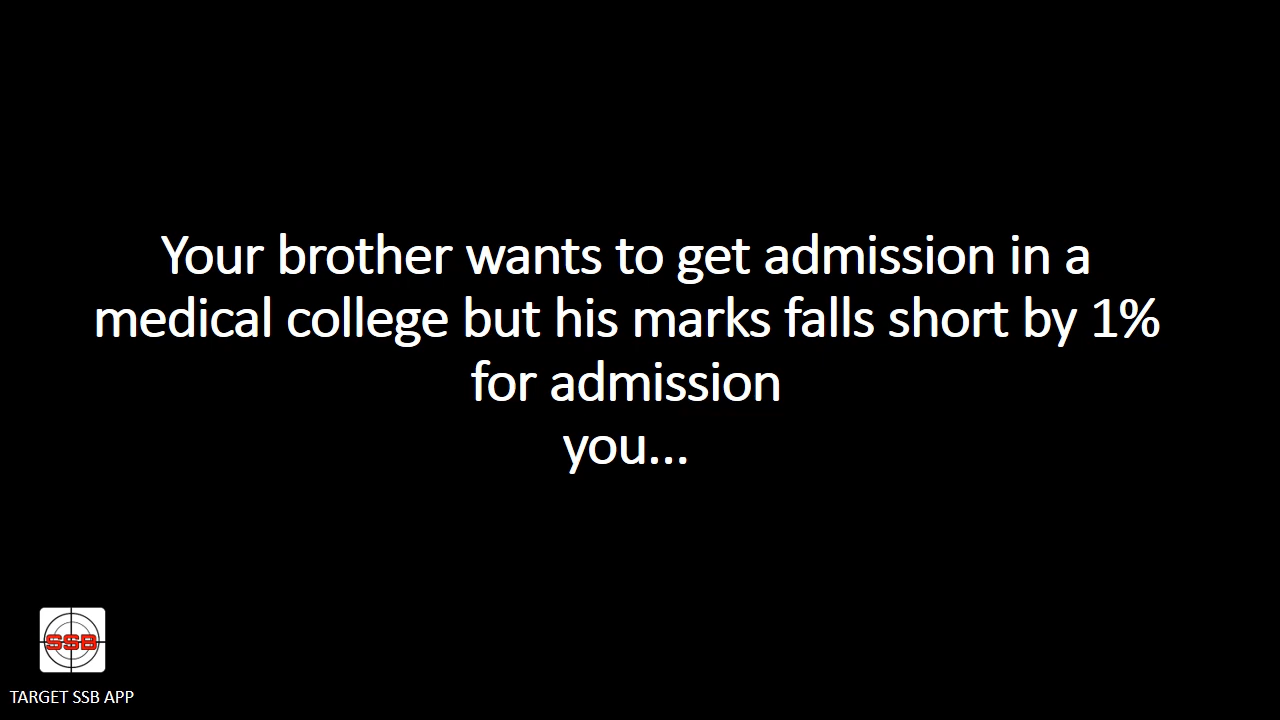 Your brother wants to get admission in a
medical college but his marks falls short by 1%
for admission
you...
SSB
TARGET SSB APP